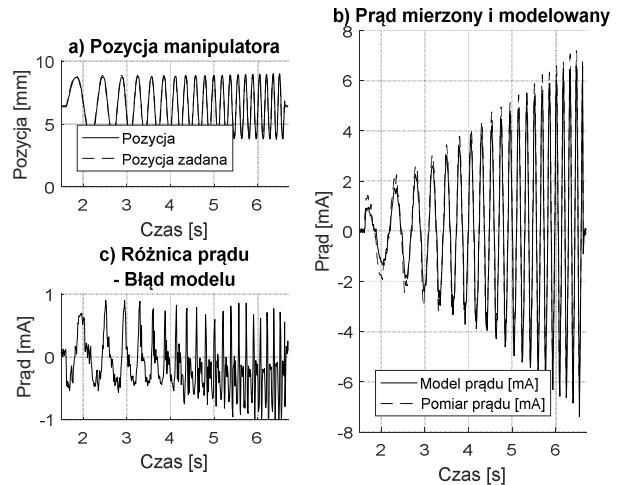 a) Pozycja manipulatora
Pozycja [mm]
10
5
0
Pozycja
Pozycja zadana
2 3 4 5 6
Czas [s]
c) Różnica prądu
- Błąd modelu
Prąd [mA]
1
0
-1
2 3 4 5 6
Czas [s]
b) Prąd mierzony i modelowany
Prąd [mA]
8
6
4
2
0
-2
-4
-6
-8
Model prądu [mA]
Pomiar prądu [mA]
2 3 4 5 6
Czas [s]